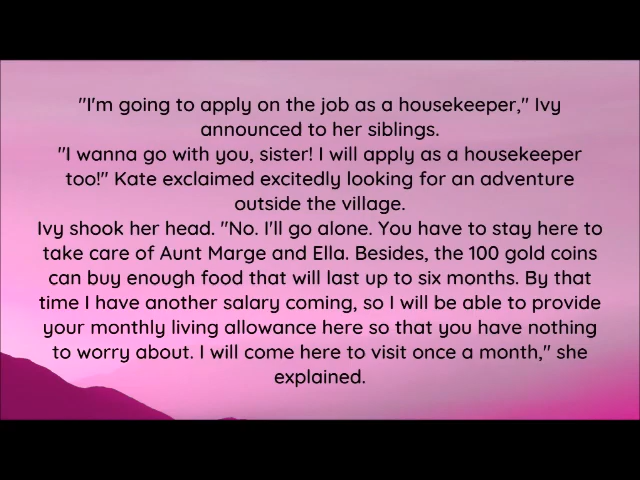 "I'm going to apply on the job as a housekeeper," Ivy
announced to her siblings.
"I wanna go with you, sister! I will apply as a housekeeper
too!" Kate exclaimed excitedly looking for an adventure
outside the village.
Ivy shook her head. "No. I'll go alone. You have to stay here to
take care of Aunt Marge and Ella. Besides, the 100 gold coins
can buy enough food that will last up to six months. By that
time I have another salary coming, so I will be able to provide
your monthly living allowance here so that you have nothing
to worry about. I will come here to visit once a month," she
explained.